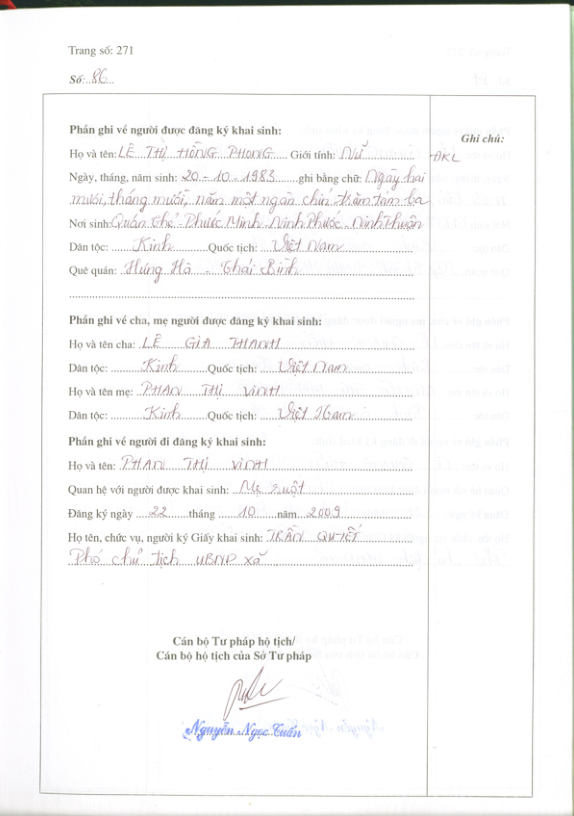 Trang số: 271
Số: 86
Ghi chú:
ĐKL
Phần ghi về người được đăng ký khai sinh:
Họ và tên: LÊ THỊ HỒNG PHONG Giới tính: Nữ
Ngày, tháng, năm sinh: 20-10-1983 ghi bằng chữ: Ngày hai
mươi, tháng mười, năm một ngàn chín trăm tám ba
Nơi sinh: Quán Thẻ - Phước Minh - Ninh Phước - Ninh Thuận
Dân tộc: Kinh Quốc tịch: Việt Nam
Quê quán: Hưng Hà - Thái Bình
Phần ghi về cha, mẹ người được đăng ký khai sinh:
Họ và tên cha: LÊ GIA THANH
Dân tộc: Kinh Quốc tịch: Việt Nam
Họ và tên mẹ: PHAN THỊ VINH
Dân tộc: Kinh Quốc tịch: Việt Nam
Phần ghi về người đi đăng ký khai sinh:
Họ và tên: PHAN THỊ VINH
Quan hệ với người được khai sinh: Mẹ ruột
Đăng ký ngày 22 tháng 10 năm 2009
Họ tên, chức vụ, người ký Giấy khai sinh: TRẦN QUYẾT
Phó chủ tịch UBND xã
Cán bộ Tư pháp hộ tịch/
Cán bộ hộ tịch của Sở Tư pháp
Nguyễn Ngọc Tuấn